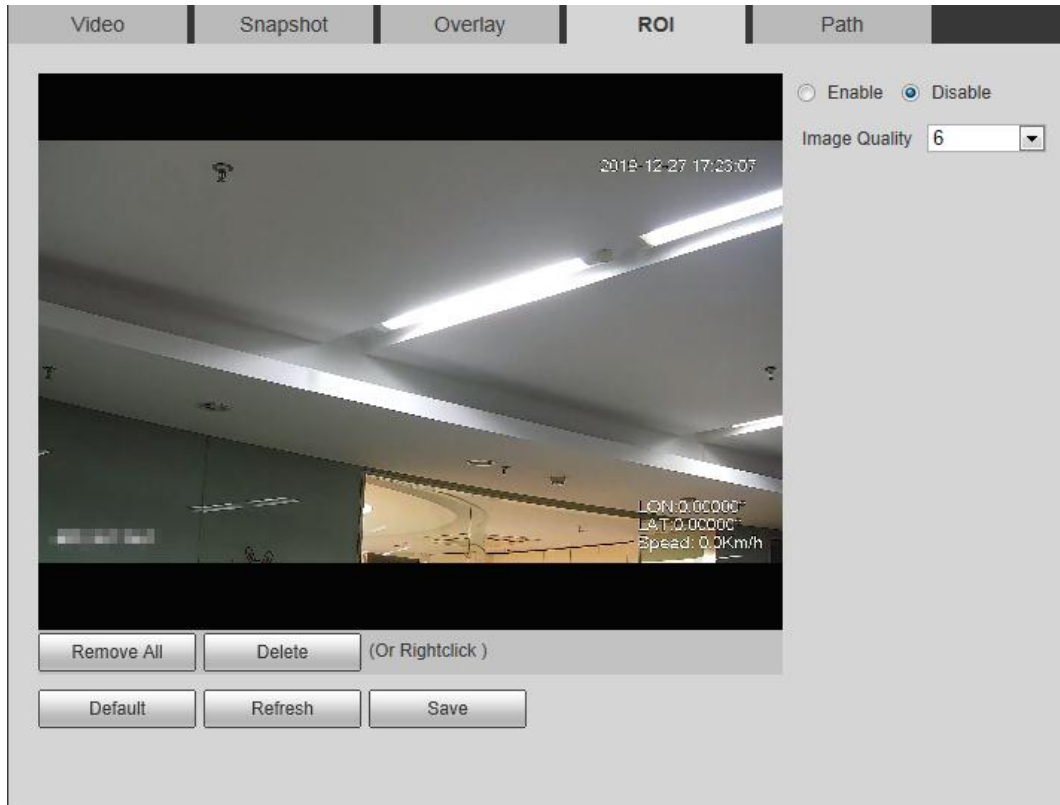 Video Snapshot Overlay ROI Path
Enable Disable
Image Quality 6
2019-12-27 17:23:07
LON:0.00000°
LAT:0.00000°
Spead: 0.0Km/h
Remove All Delete (Or Rightclick )
Default Refresh Save